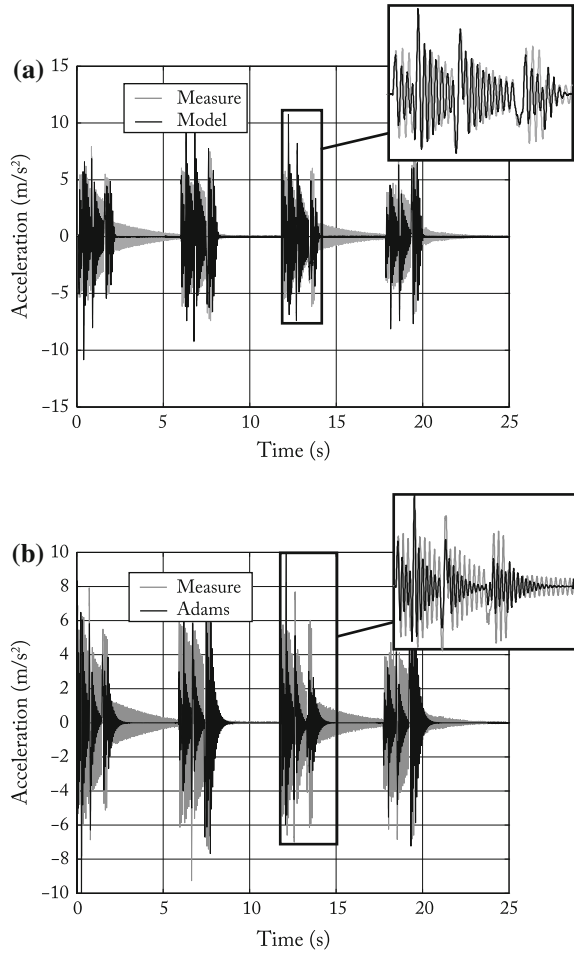 (a)
15
10
5
0
−5
−10
−15
Acceleration (m/s²)
Measure
Model
0 5 10 15 20 25
Time (s)
(b)
10
8
6
4
2
0
−2
−4
−6
−8
−10
Acceleration (m/s²)
Measure
Adams
0 5 10 15 20 25
Time (s)